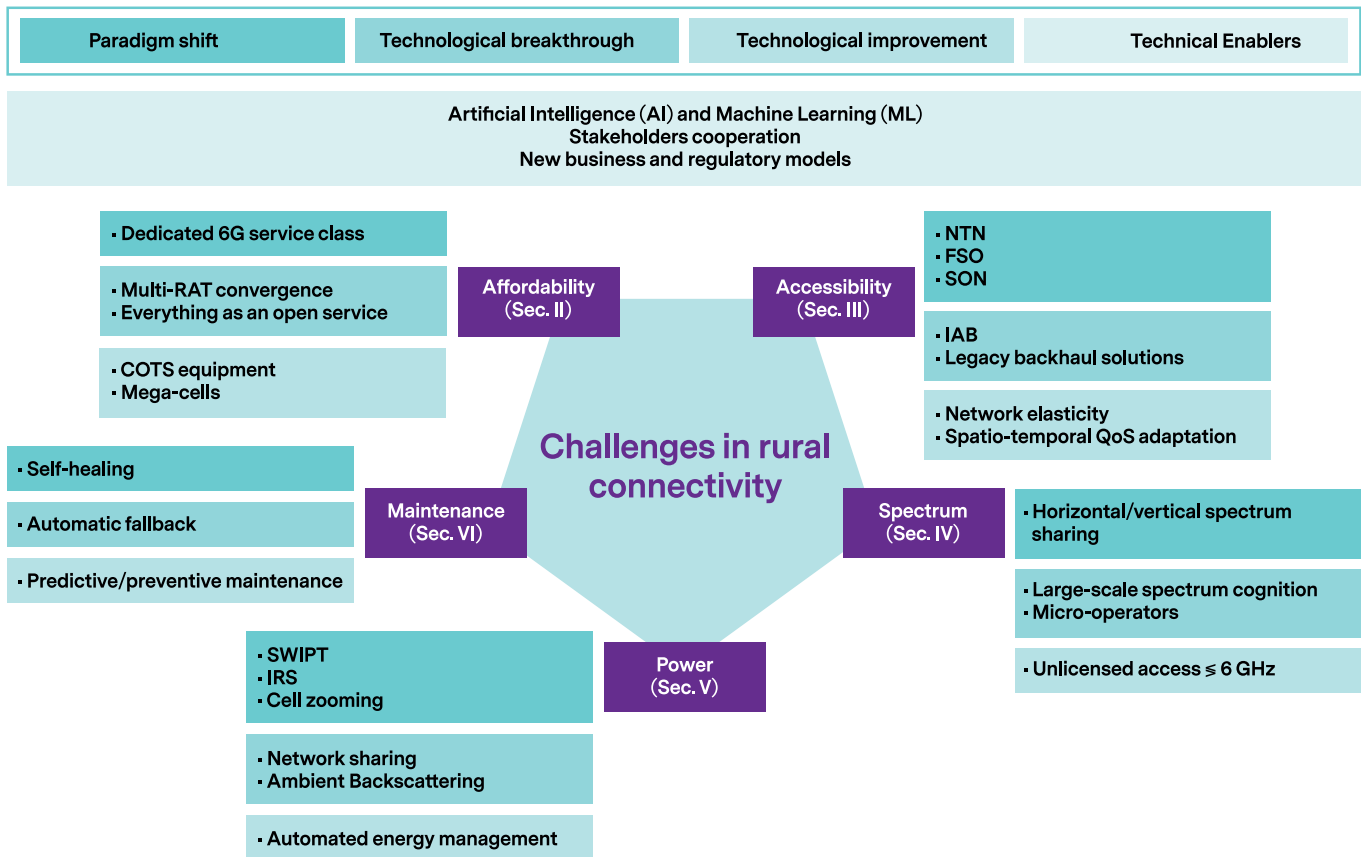 Paradigm shift
Technological breakthrough
Technological improvement
Technical Enablers
Artificial Intelligence (AI) and Machine Learning (ML)
Stakeholders cooperation
New business and regulatory models
· Dedicated 6G service class
· Multi-RAT convergence
· Everything as an open service
· COTS equipment
· Mega-cells
Affordability
(Sec. II)
Accessibility
(Sec. III)
· NTN
· FSO
· SON
· IAB
· Legacy backhaul solutions
· Network elasticity
· Spatio-temporal QoS adaptation
Challenges in rural
connectivity
· Self-healing
· Automatic fallback
· Predictive/preventive maintenance
Maintenance
(Sec. VI)
Spectrum
(Sec. IV)
· Horizontal/vertical spectrum
sharing
· Large-scale spectrum cognition
· Micro-operators
· Unlicensed access ≤ 6 GHz
· SWIPT
· IRS
· Cell zooming
· Network sharing
· Ambient Backscattering
· Automated energy management
Power
(Sec. V)